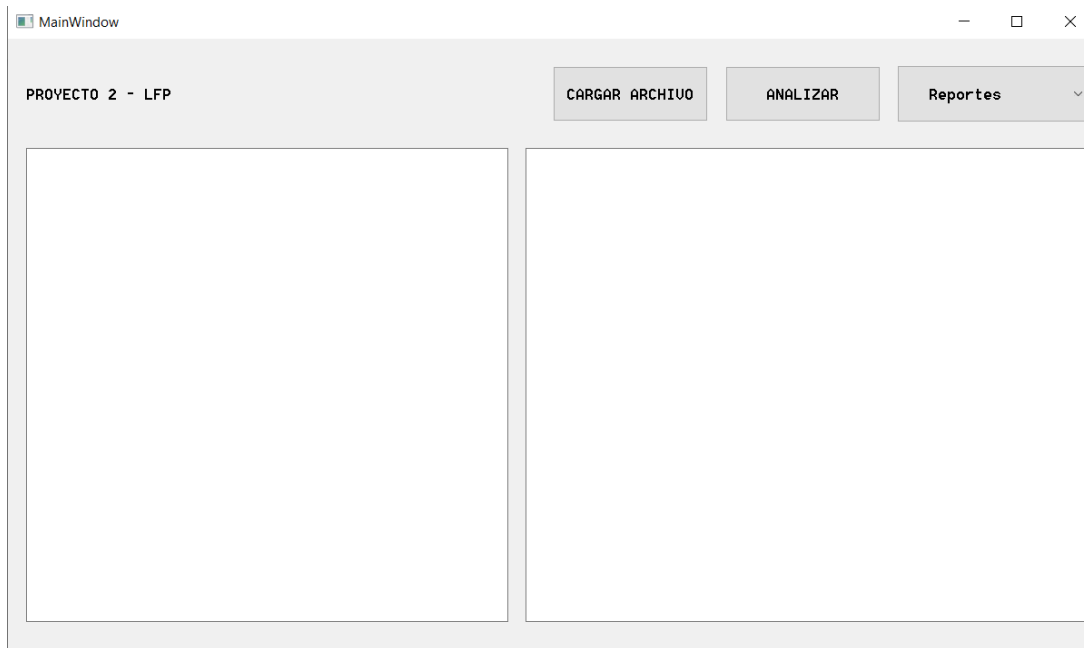 MainWindow
PROYECTO 2 - LFP
CARGAR ARCHIVO
ANALIZAR
Reportes